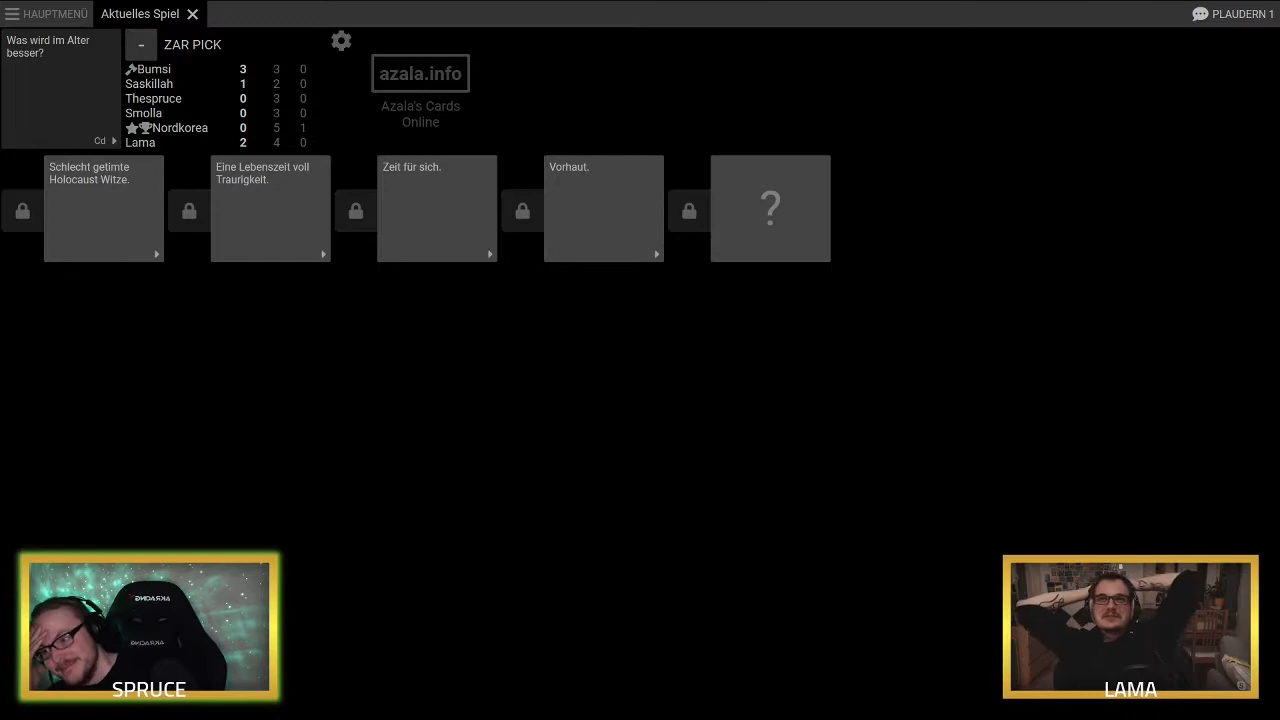 HAUPTMENÜ
Aktuelles Spiel
PLAUDERN 1
Was wird im Alter
besser?
Cd
-
ZAR PICK
Bumsi 3 3 0
Saskillah 1 2 0
Thespruce 0 3 0
Smolla 0 3 0
Nordkorea 0 5 1
Lama 2 4 0
azala.info
Azala's Cards
Online
Schlecht getimte
Holocaust Witze.
Eine Lebenszeit voll
Traurigkeit.
Zeit für sich.
Vorhaut.
?
AKRACING
AKRACING
SPRUCE
LAMA